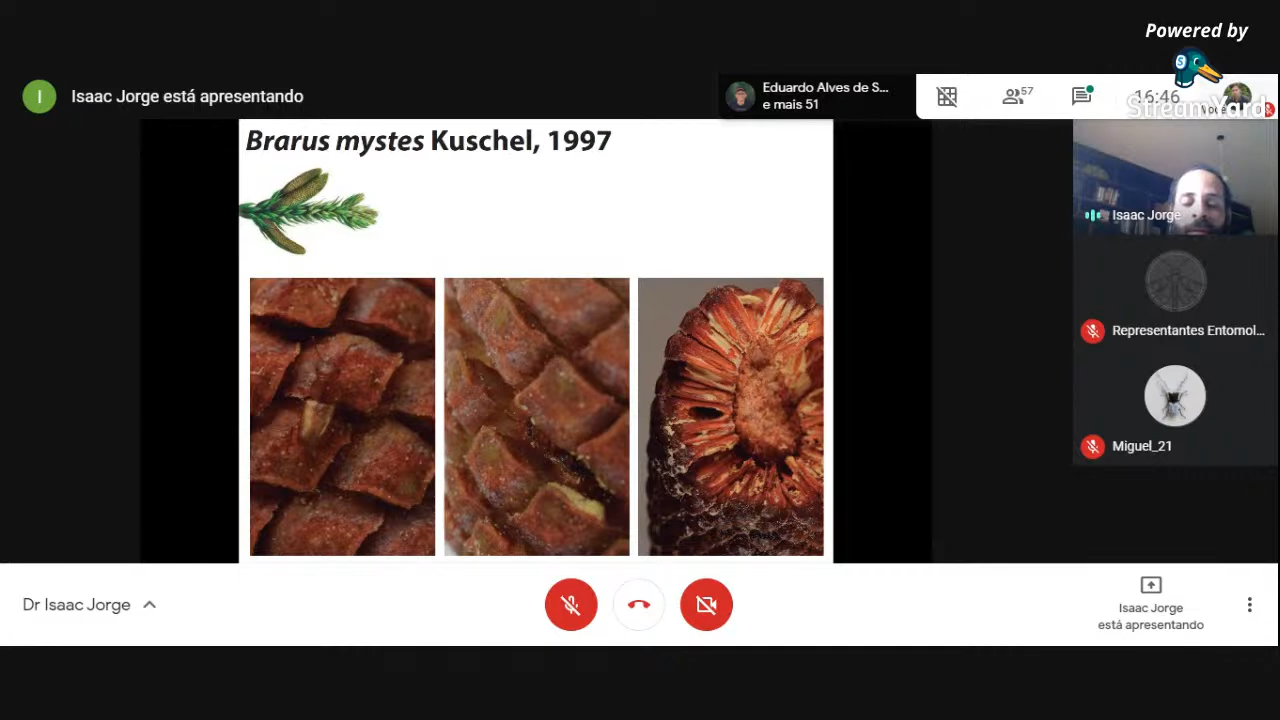 Powered by
I
Isaac Jorge está apresentando
Eduardo Alves de S...
e mais 51
57
16:46
StreamYard
Brarus mystes Kuschel, 1997
Isaac Jorge
Representantes Entomol...
Miguel_21
Dr Isaac Jorge
Isaac Jorge
está apresentando